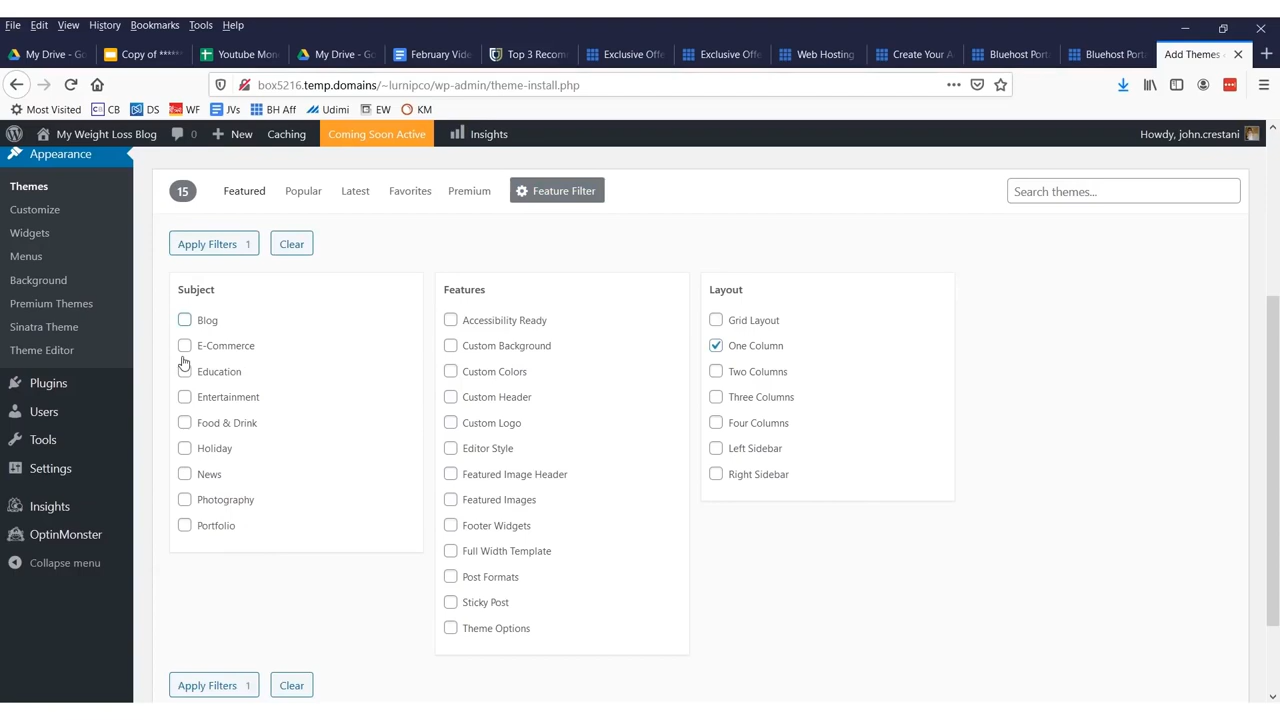 File Edit View History Bookmarks Tools Help
My Drive - Go Copy of ***** Youtube Mon My Drive - Go February Vide Top 3 Recom Exclusive Offe Exclusive Offe Web Hosting Create Your A Bluehost Port Bluehost Port Add Themes
box5216.temp.domains/~lurnipco/wp-admin/theme-install.php
Most Visited CB DS WF JVs BH Aff Udimi EW KM
My Weight Loss Blog 0 New Caching Coming Soon Active Insights Howdy, john.crestani
Appearance
Themes
Customize
Widgets
Menus
Background
Premium Themes
Sinatra Theme
Theme Editor
Plugins
Users
Tools
Settings
Insights
OptinMonster
Collapse menu
15 Featured Popular Latest Favorites Premium Feature Filter Search themes...
Apply Filters 1 Clear
Subject
Blog
E-Commerce
Education
Entertainment
Food & Drink
Holiday
News
Photography
Portfolio
Features
Accessibility Ready
Custom Background
Custom Colors
Custom Header
Custom Logo
Editor Style
Featured Image Header
Featured Images
Footer Widgets
Full Width Template
Post Formats
Sticky Post
Theme Options
Layout
Grid Layout
One Column
Two Columns
Three Columns
Four Columns
Left Sidebar
Right Sidebar
Apply Filters 1 Clear